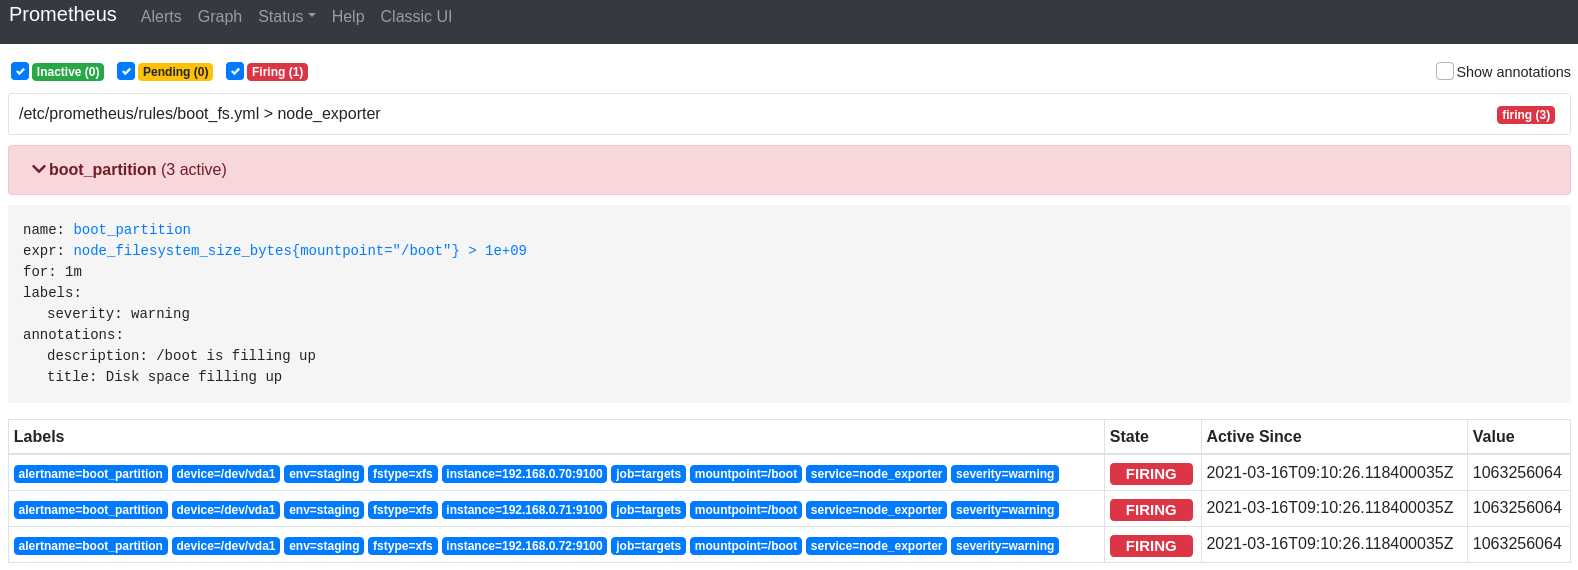 Prometheus Alerts Graph Status Help Classic UI
Inactive (0) Pending (0) Firing (1) Show annotations
/etc/prometheus/rules/boot_fs.yml > node_exporter firing (3)
boot_partition (3 active)
name: boot_partition
expr: node_filesystem_size_bytes{mountpoint="/boot"} > 1e+09
for: 1m
labels:
severity: warning
annotations:
description: /boot is filling up
title: Disk space filling up
Labels State Active Since Value
alertname=boot_partition device=/dev/vda1 env=staging fstype=xfs instance=192.168.0.70:9100 job=targets mountpoint=/boot service=node_exporter severity=warning FIRING 2021-03-16T09:10:26.118400035Z 1063256064
alertname=boot_partition device=/dev/vda1 env=staging fstype=xfs instance=192.168.0.71:9100 job=targets mountpoint=/boot service=node_exporter severity=warning FIRING 2021-03-16T09:10:26.118400035Z 1063256064
alertname=boot_partition device=/dev/vda1 env=staging fstype=xfs instance=192.168.0.72:9100 job=targets mountpoint=/boot service=node_exporter severity=warning FIRING 2021-03-16T09:10:26.118400035Z 1063256064